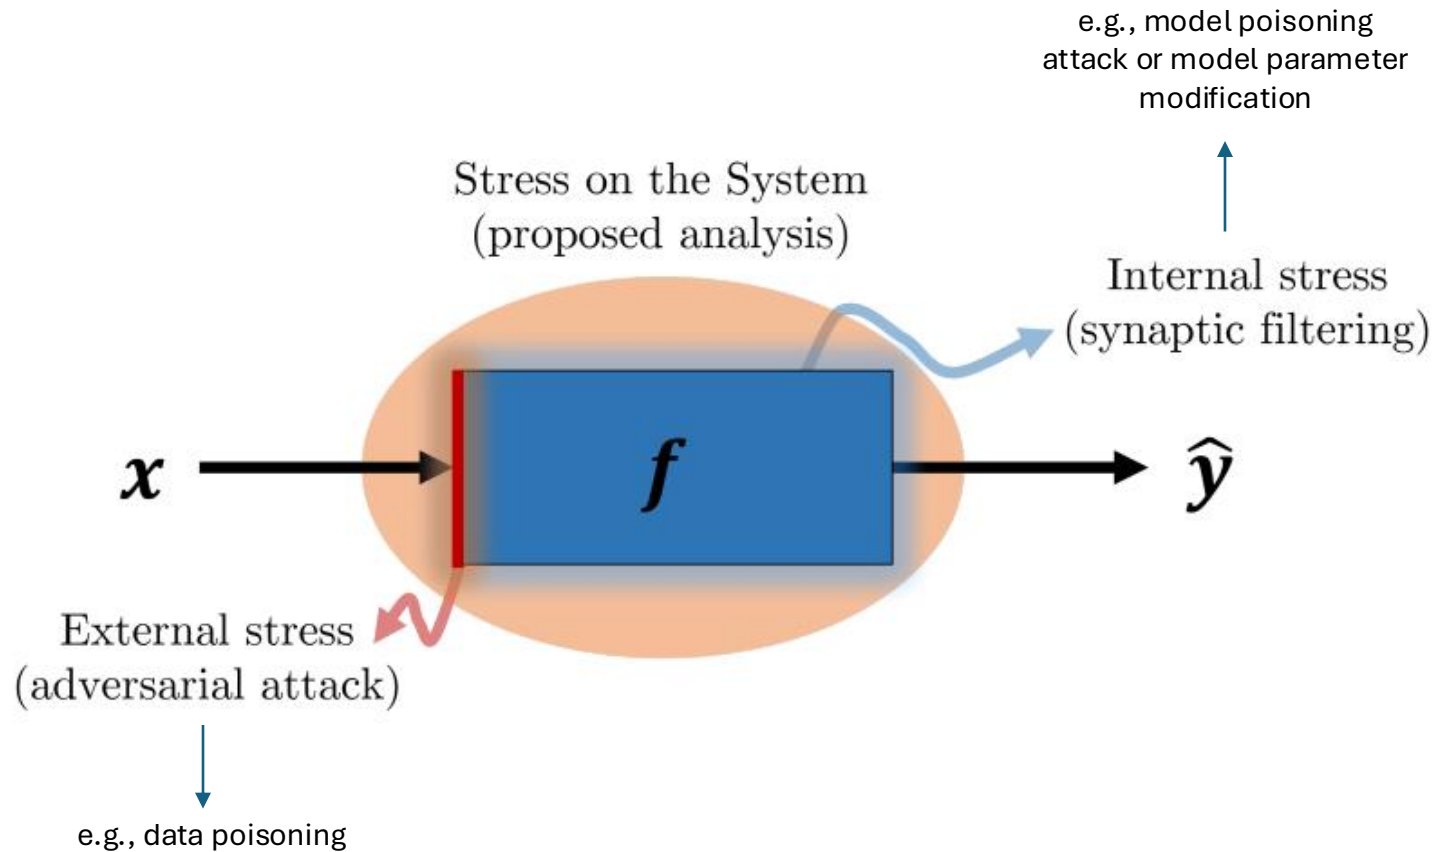 e.g., model poisoning
attack or model parameter
modification
Stress on the System
(proposed analysis)
Internal stress
(synaptic filtering)
x
f
ŷ
External stress
(adversarial attack)
e.g., data poisoning